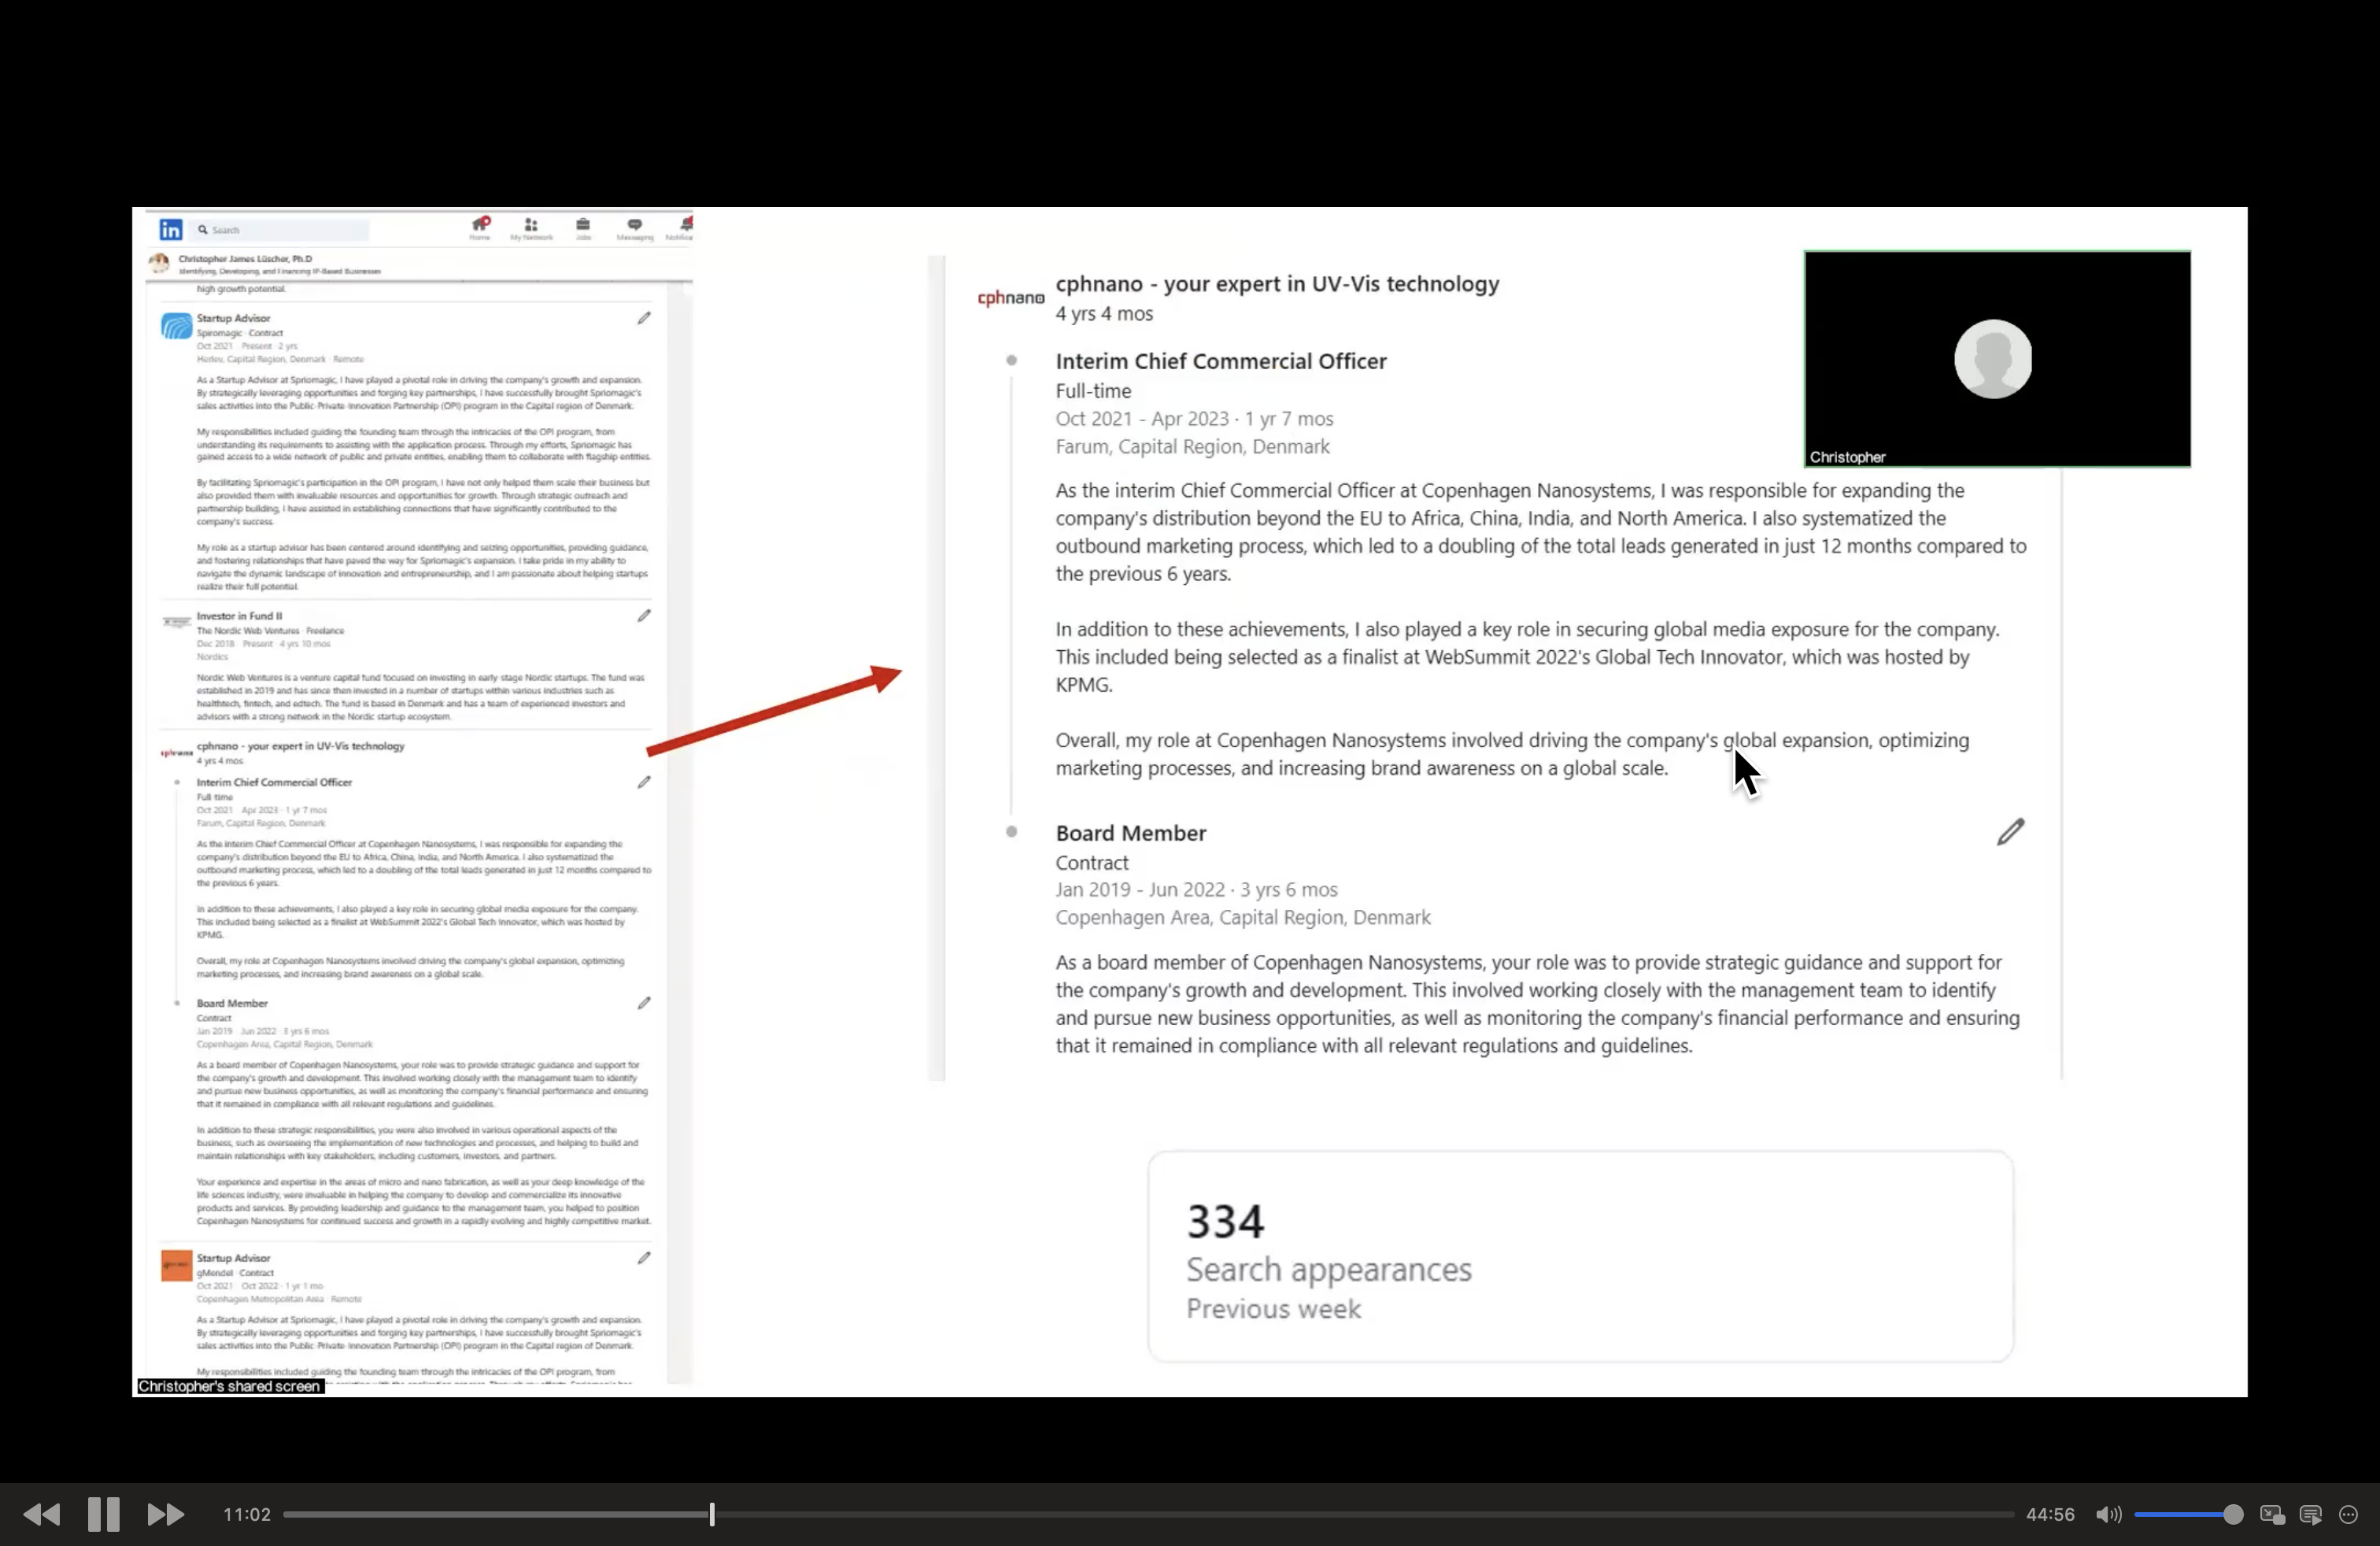 in
Search
Home
My Network
Jobs
Messaging
Notifica
Christopher James Lüscher, Ph.D
Identifying, Developing, and Financing IP-Based Businesses
high growth potential.
Startup Advisor
Spiromagic · Contract
Oct 2021 Present · 2 yrs
Herlev, Capital Region, Denmark · Remote
As a Startup Advisor at Spriomagic, I have played a pivotal role in driving the company's growth and expansion.
By strategically leveraging opportunities and forging key partnerships, I have successfully brought Spriomagic's
sales activities into the Public-Private-Innovation Partnership (OPI) program in the Capital region of Denmark.
My responsibilities included guiding the founding team through the intricacies of the OPI program, from
understanding its requirements to assisting with the application process. Through my efforts, Spriomagic has
gained access to a wide network of public and private entities, enabling them to collaborate with flagship entities.
By facilitating Spriomagic's participation in the OPI program, I have not only helped them scale their business but
also provided them with invaluable resources and opportunities for growth. Through strategic outreach and
partnership building, I have assisted in establishing connections that have significantly contributed to the
company's success.
My role as a startup advisor has been centered around identifying and seizing opportunities, providing guidance,
and fostering relationships that have paved the way for Spriomagic's expansion. I take pride in my ability to
navigate the dynamic landscape of innovation and entrepreneurship, and I am passionate about helping startups
realize their full potential.
Investor in Fund II
The Nordic Web Ventures · Freelance
Dec 2018 Present · 4 yrs 10 mos
Nordics
Nordic Web Ventures is a venture capital fund focused on investing in early-stage Nordic startups. The fund was
established in 2019 and has since then invested in a number of startups within various industries such as
healthtech, fintech, and edtech. The fund is based in Denmark and has a team of experienced investors and
advisors with a strong network in the Nordic startup ecosystem.
cphnano
cphnano - your expert in UV-Vis technology
4 yrs 4 mos
Interim Chief Commercial Officer
Full-time
Oct 2021 Apr 2023 · 1 yr 7 mos
Farum, Capital Region, Denmark
As the interim Chief Commercial Officer at Copenhagen Nanosystems, I was responsible for expanding the
company's distribution beyond the EU to Africa, China, India, and North America. I also systematized the
outbound marketing process, which led to a doubling of the total leads generated in just 12 months compared to
the previous 6 years.
In addition to these achievements, I also played a key role in securing global media exposure for the company.
This included being selected as a finalist at WebSummit 2022's Global Tech Innovator, which was hosted by
KPMG.
Overall, my role at Copenhagen Nanosystems involved driving the company's global expansion, optimizing
marketing processes, and increasing brand awareness on a global scale.
Board Member
Contract
Jan 2019 Jun 2022 · 3 yrs 6 mos
Copenhagen Area, Capital Region, Denmark
As a board member of Copenhagen Nanosystems, your role was to provide strategic guidance and support for
the company's growth and development. This involved working closely with the management team to identify
and pursue new business opportunities, as well as monitoring the company's financial performance and ensuring
that it remained in compliance with all relevant regulations and guidelines.
In addition to these strategic responsibilities, you were also involved in various operational aspects of the
business, such as overseeing the implementation of new technologies and processes, and helping to build and
maintain relationships with key stakeholders, including customers, investors, and partners.
Your experience and expertise in the areas of micro and nano fabrication, as well as your deep knowledge of the
life sciences industry, were invaluable in helping the company to develop and commercialize its innovative
products and services. By providing leadership and guidance to the management team, you helped to position
Copenhagen Nanosystems for continued success and growth in a rapidly evolving and highly competitive market.
Startup Advisor
gMendel · Contract
Oct 2021 Oct 2022 · 1 yr 1 mo
Copenhagen Metropolitan Area · Remote
As a Startup Advisor at Spriomagic, I have played a pivotal role in driving the company's growth and expansion.
By strategically leveraging opportunities and forging key partnerships, I have successfully brought Spriomagic's
sales activities into the Public-Private-Innovation Partnership (OPI) program in the Capital region of Denmark.
My responsibilities included guiding the founding team through the intricacies of the OPI program, from
Christopher's shared screen
cphnano
cphnano - your expert in UV-Vis technology
4 yrs 4 mos
Interim Chief Commercial Officer
Full-time
Oct 2021 - Apr 2023 · 1 yr 7 mos
Farum, Capital Region, Denmark
As the interim Chief Commercial Officer at Copenhagen Nanosystems, I was responsible for expanding the
company's distribution beyond the EU to Africa, China, India, and North America. I also systematized the
outbound marketing process, which led to a doubling of the total leads generated in just 12 months compared to
the previous 6 years.
In addition to these achievements, I also played a key role in securing global media exposure for the company.
This included being selected as a finalist at WebSummit 2022's Global Tech Innovator, which was hosted by
KPMG.
Overall, my role at Copenhagen Nanosystems involved driving the company's global expansion, optimizing
marketing processes, and increasing brand awareness on a global scale.
Board Member
Contract
Jan 2019 - Jun 2022 · 3 yrs 6 mos
Copenhagen Area, Capital Region, Denmark
As a board member of Copenhagen Nanosystems, your role was to provide strategic guidance and support for
the company's growth and development. This involved working closely with the management team to identify
and pursue new business opportunities, as well as monitoring the company's financial performance and ensuring
that it remained in compliance with all relevant regulations and guidelines.
334
Search appearances
Previous week
Christopher
11:02
44:56